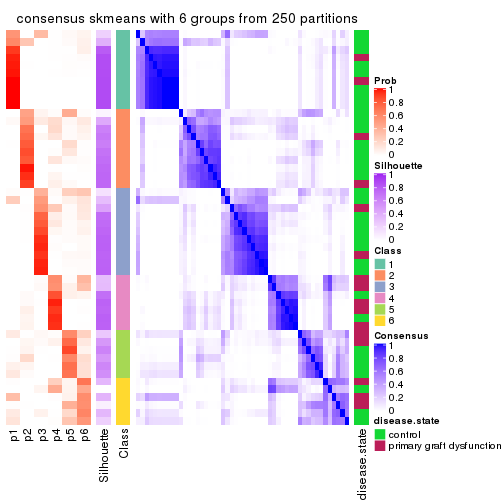 consensus skmeans with 6 groups from 250 partitions
p1
p2
p3
p4
p5
p6
Silhouette
Class
disease.state
Prob
1
0.8
0.6
0.4
0.2
0
Silhouette
1
0.8
0.6
0.4
0.2
0
Class
1
2
3
4
5
6
Consensus
1
0.8
0.6
0.4
0.2
0
disease.state
control
primary graft dysfunction